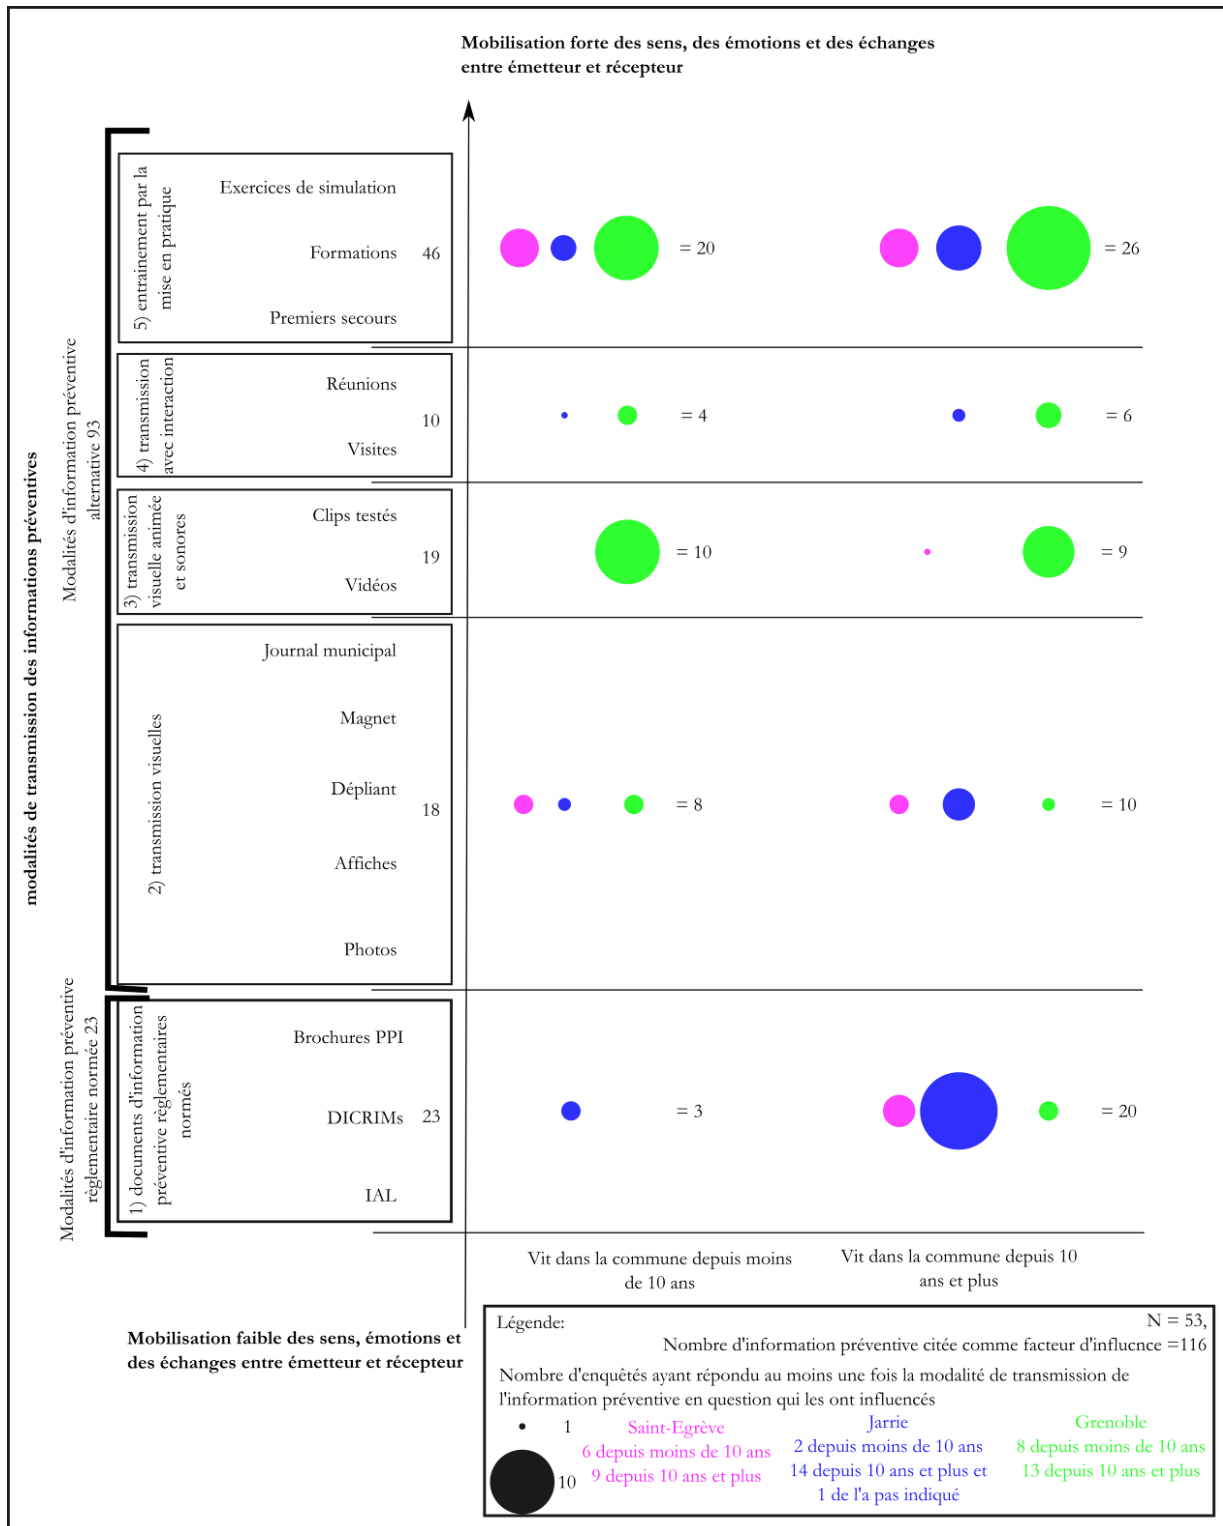 Mobilisation forte des sens, des émotions et des échanges
entre émetteur et récepteur
modalités de transmission des informations préventives
Modalités d'information préventive
alternative 93
5) entrainement par la
mise en pratique
Exercices de simulation
Formations
46
Premiers secours
= 20
= 26
4) transmission
avec interaction
Réunions
10
Visites
= 4
= 6
3) transmission
visuelle animée
et sonores
Clips testés
19
Vidéos
= 10
= 9
2) transmission visuelles
Journal municipal
Magnet
Dépliant
18
Affiches
Photos
= 8
= 10
Modalités d'information préventive
règlementaire normée 23
1) documents d'information
préventive règlementaires
normés
Brochures PPI
DICRIMs
23
IAL
= 3
= 20
Vit dans la commune depuis moins
de 10 ans
Vit dans la commune depuis 10
ans et plus
Mobilisation faible des sens, émotions et
des échanges entre émetteur et récepteur
Légende:
N = 53,
Nombre d'information préventive citée comme facteur d'influcnce =116
Nombre d'enquêtés ayant répondu au moins une fois la modalité de transmission de
l'information préventive en question qui les ont influencés
1
10
Saint-Egrève
6 depuis moins de 10 ans
9 depuis 10 ans et plus
Jarrie
2 depuis moins de 10 ans
14 depuis 10 ans et plus et
1 de l'a pas indiqué
Grenoble
8 depuis moins de 10 ans
13 depuis 10 ans et plus